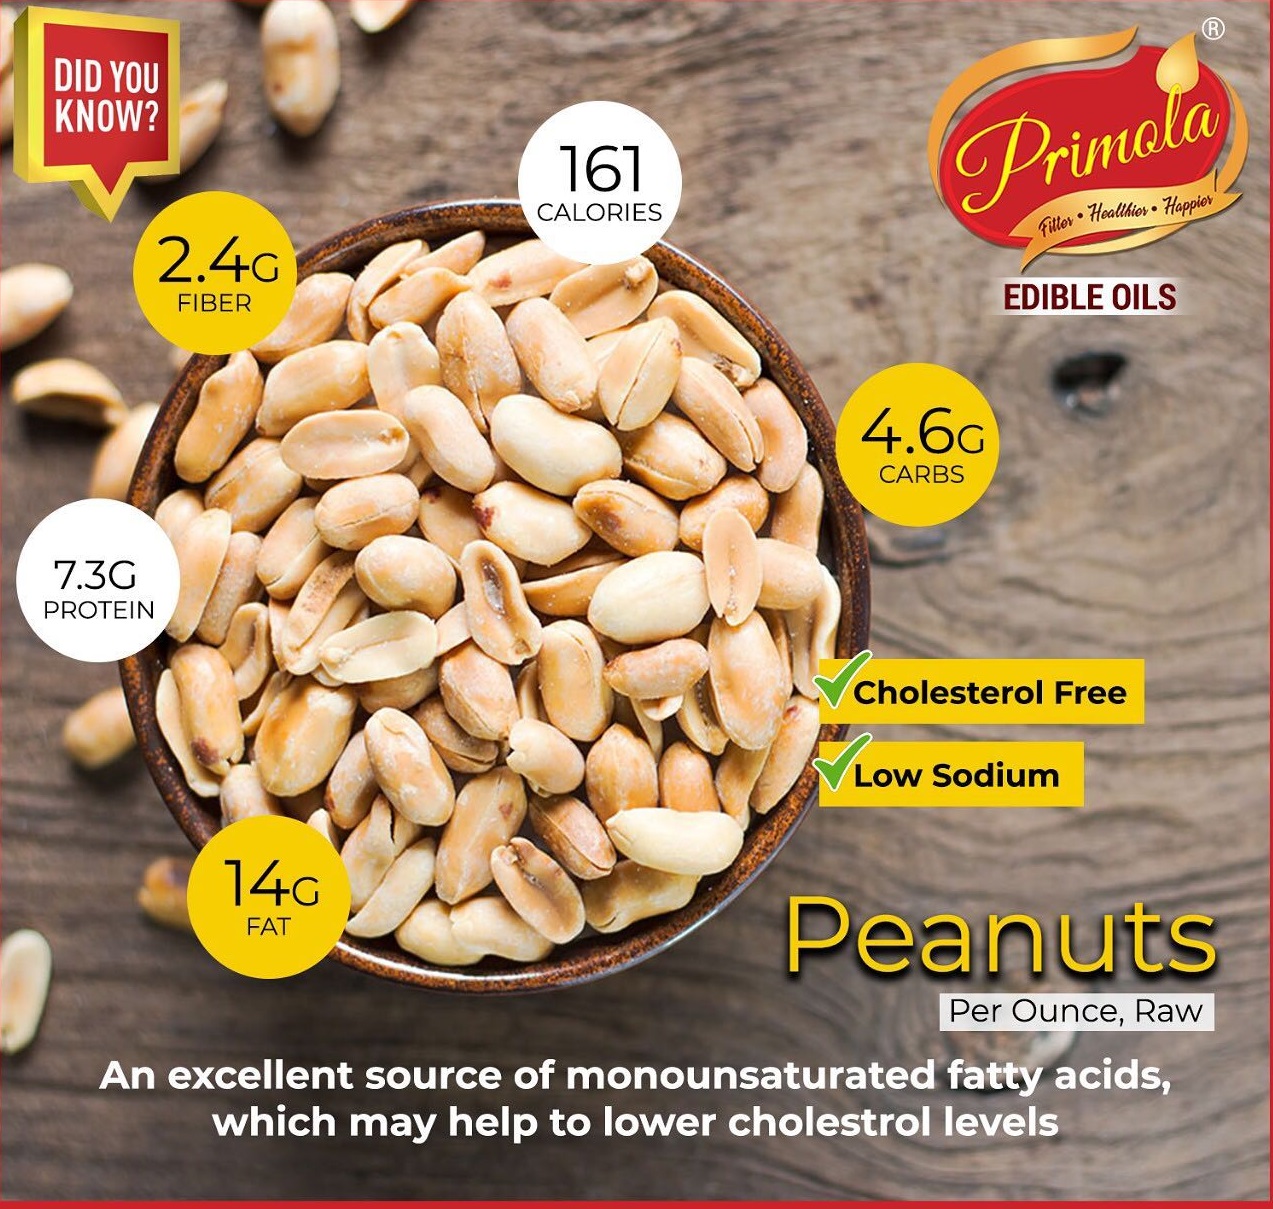 DID YOU
KNOW?
®
Primola
Fitter • Healthier • Happier
EDIBLE OILS
161
CALORIES
2.4G
FIBER
4.6G
CARBS
7.3G
PROTEIN
Cholesterol Free
Low Sodium
14G
FAT
Peanuts
Per Ounce, Raw
An excellent source of monounsaturated fatty acids,
which may help to lower cholestrol levels